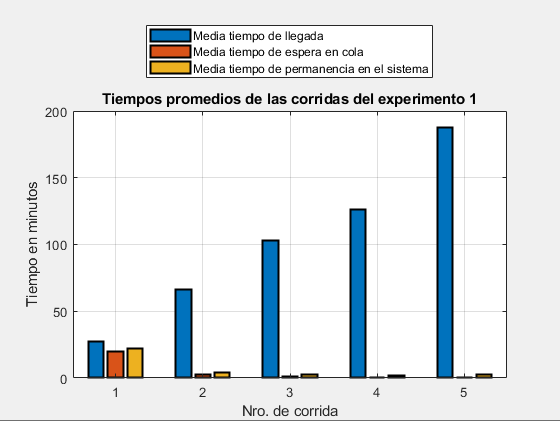 Media tiempo de llegada
Media tiempo de espera en cola
Media tiempo de permanencia en el sistema
Tiempos promedios de las corridas del experimento 1
Tiempo en minutos
200
150
100
50
0
1 2 3 4 5
Nro. de corrida